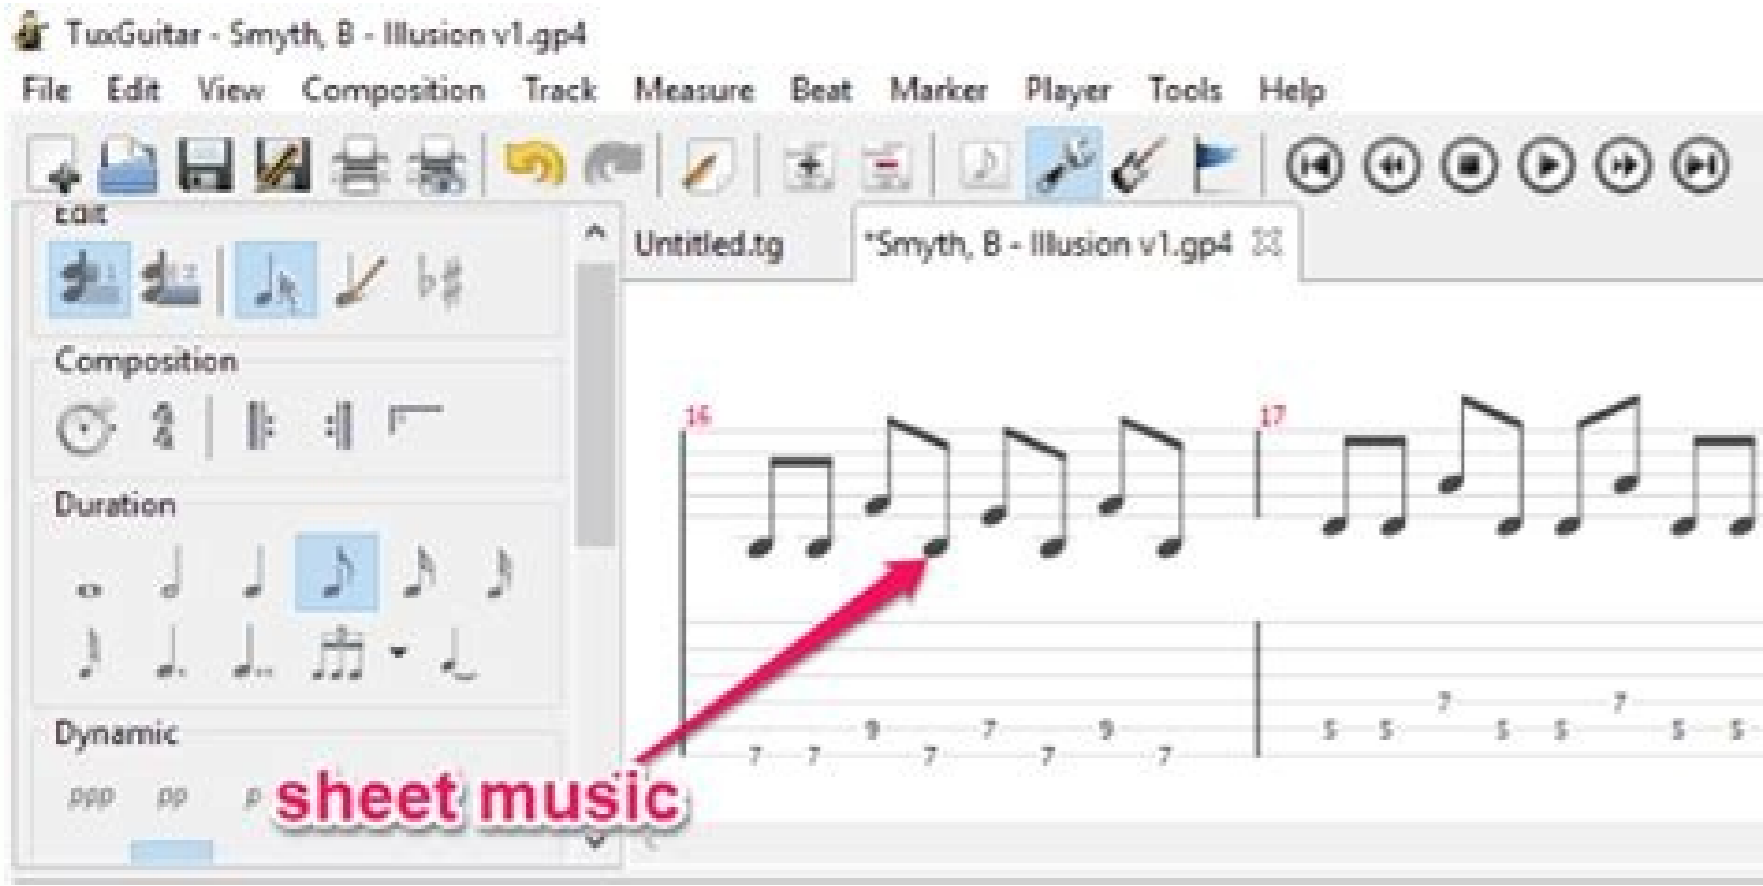 TuxGuitar - Smyth, B - Illusion v1.gp4
File Edit View Composition Track Measure Beat Marker Player Tools Help
Edit
Untitled.tg
*Smyth, B - Illusion v1.gp4
Composition
16
17
Duration
3
Dynamic
7 7
9 7 9 5 5 5 5 5 5
7 7 7 7 7
ppp pp p
sheet music